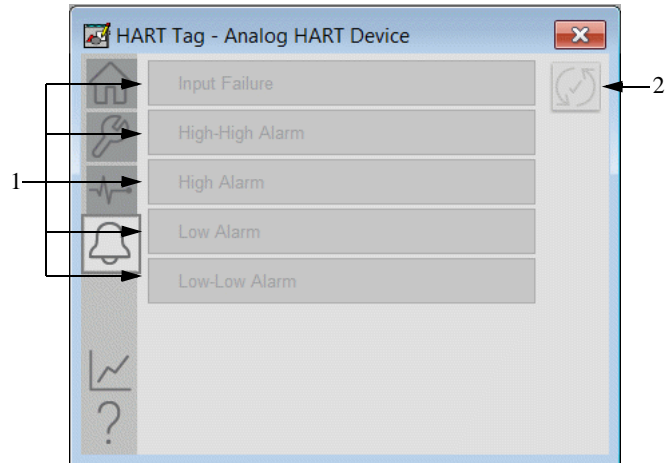 HART Tag - Analog HART Device
Input Failure
2
High-High Alarm
1
High Alarm
Low Alarm
Low-Low Alarm
?